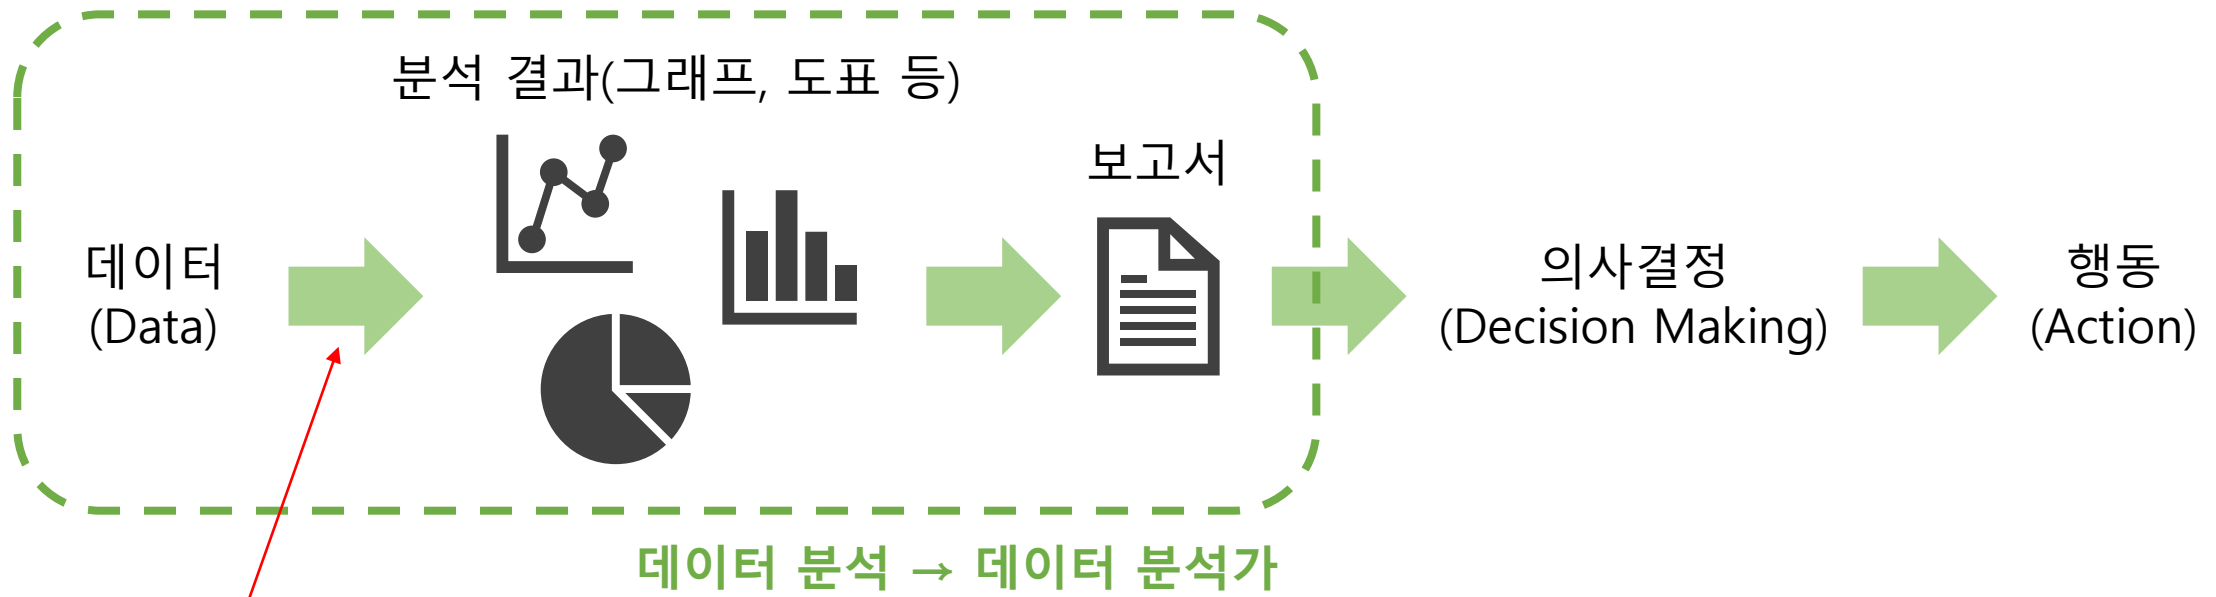 분석 결과(그래프, 도표 등)
보고서
데이터
(Data)
의사결정
(Decision Making)
행동
(Action)
데이터 분석 → 데이터 분석가